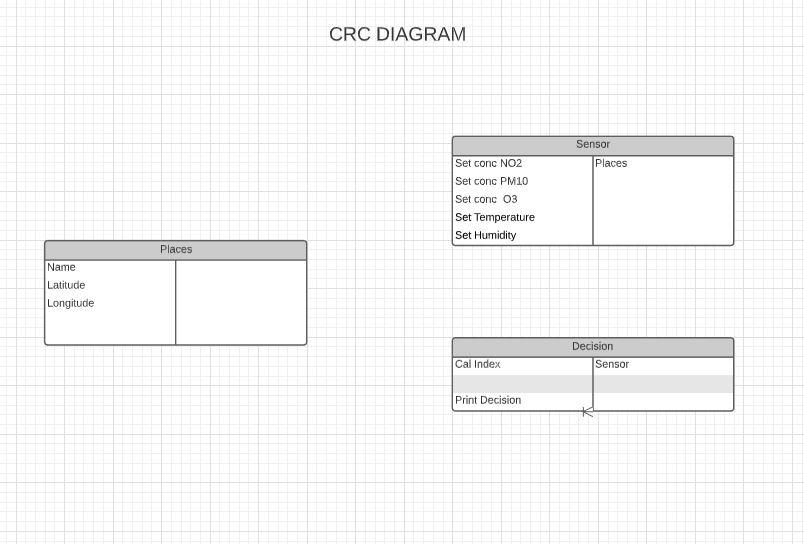 CRC DIAGRAM
Sensor
Set conc NO2
Places
Set conc PM10
Set conc O3
Set Temperature
Set Humidity
Places
Name
Latitude
Longitude
Decision
Cal Index
Sensor
Print Decision